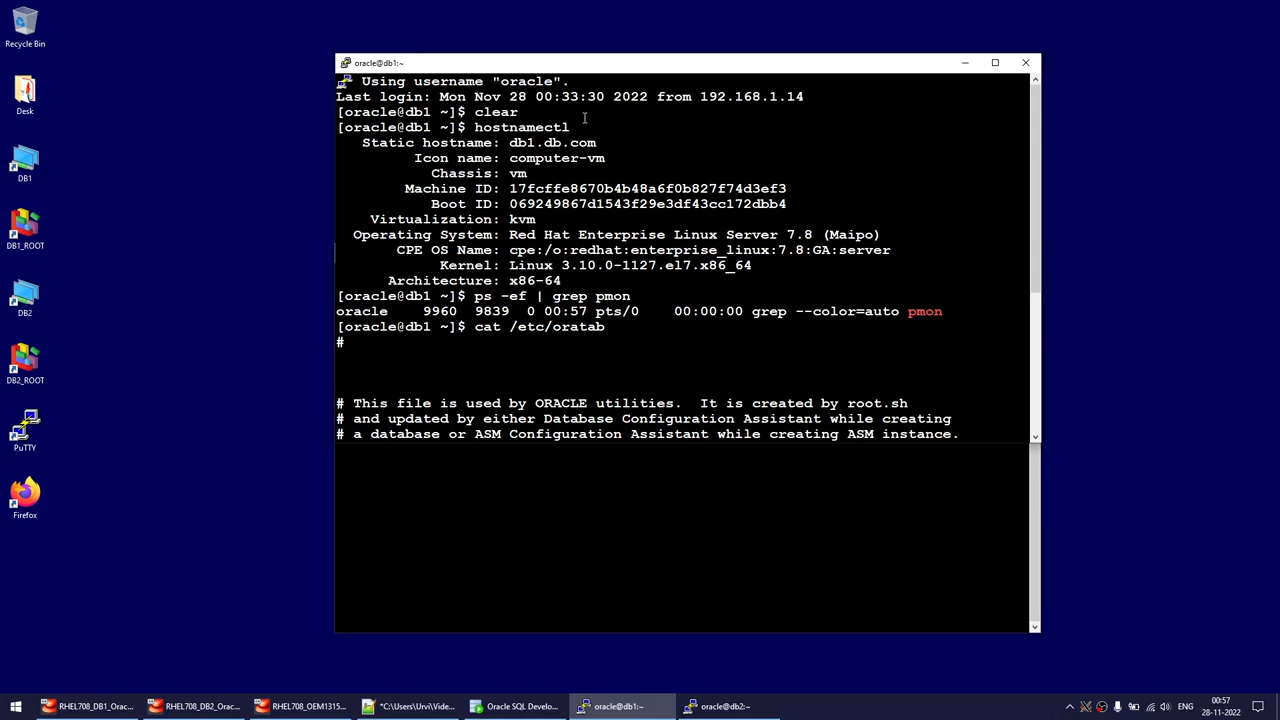 Recycle Bin
Desk
DB1
DB1_ROOT
DB2
DB2_ROOT
PuTTY
Firefox
oracle@db1:~
Using username "oracle".
Last login: Mon Nov 28 00:33:30 2022 from 192.168.1.14
[oracle@db1 ~]$ clear
[oracle@db1 ~]$ hostnamectl
Static hostname: db1.db.com
Icon name: computer-vm
Chassis: vm
Machine ID: 17fcffe8670b4b48a6f0b827f74d3ef3
Boot ID: 069249867d1543f29e3df43cc172dbb4
Virtualization: kvm
Operating System: Red Hat Enterprise Linux Server 7.8 (Maipo)
CPE OS Name: cpe:/o:redhat:enterprise_linux:7.8:GA:server
Kernel: Linux 3.10.0-1127.el7.x86_64
Architecture: x86-64
[oracle@db1 ~]$ ps -ef | grep pmon
oracle 9960 9839 0 00:57 pts/0 00:00:00 grep --color=auto pmon
[oracle@db1 ~]$ cat /etc/oratab
#
# This file is used by ORACLE utilities. It is created by root.sh
# and updated by either Database Configuration Assistant while creating
# a database or ASM Configuration Assistant while creating ASM instance.
RHEL708_DB1_Orac...
RHEL708_DB2_Orac...
RHEL708_OEM1315...
*C:\Users\Urvi\Vide...
Oracle SQL Develo...
oracle@db1:~
oracle@db2:~
ENG
00:57
28-11-2022